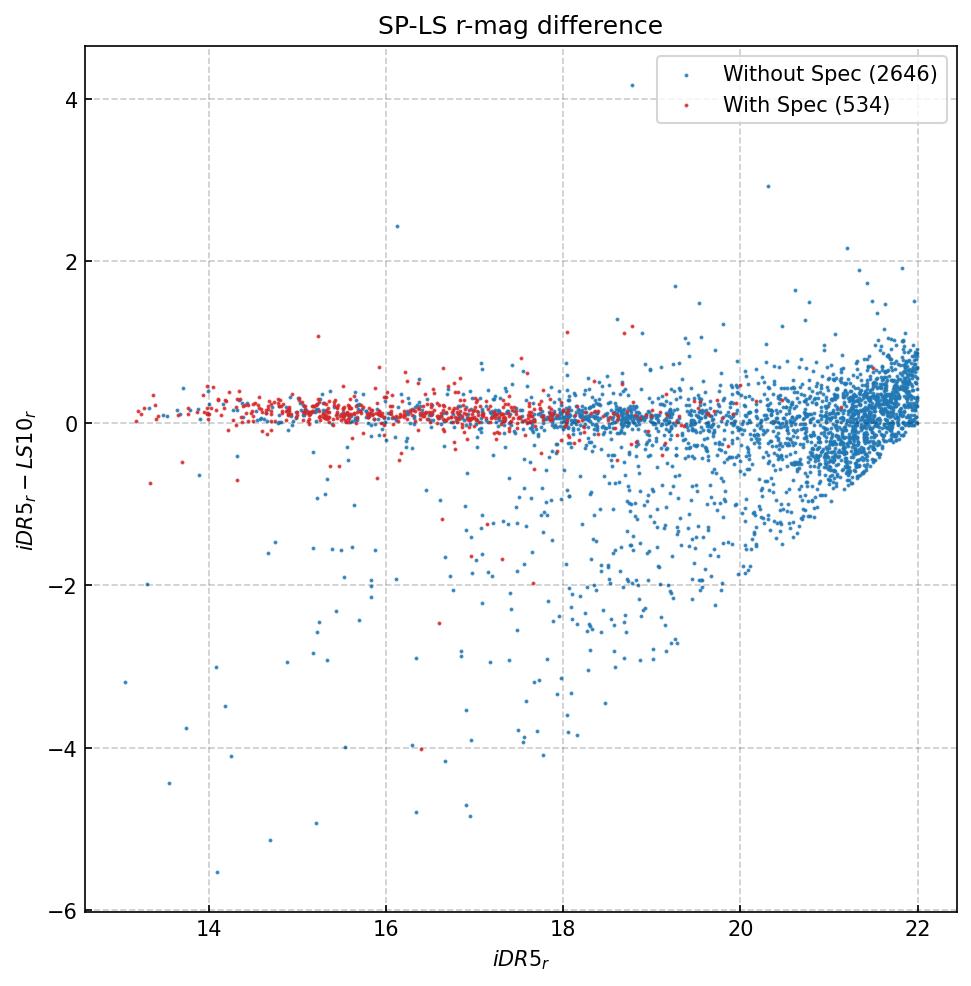 SP-LS r-mag difference
Without Spec (2646)
With Spec (534)
4
2
0
−2
−4
−6
iDR5r − LS10r
14 16 18 20 22
iDR5r